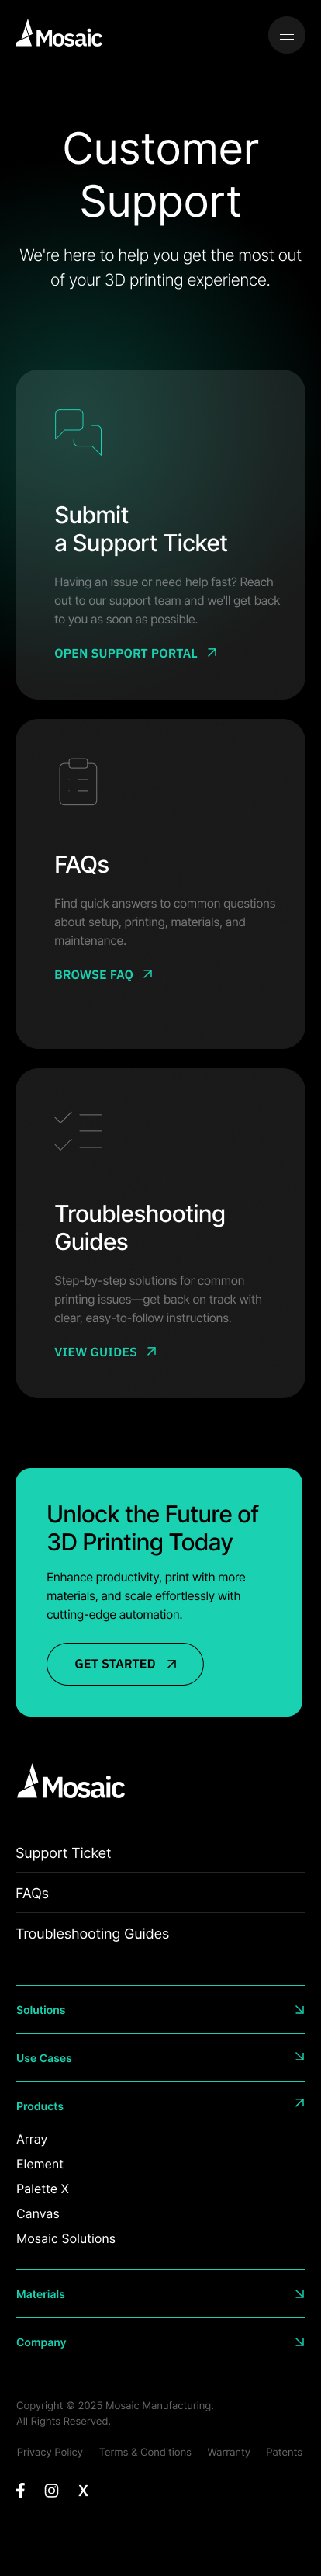 Mosaic
Customer
Support
We're here to help you get the most out
of your 3D printing experience.
Submit
a Support Ticket
Having an issue or need help fast? Reach
out to our support team and we'll get back
to you as soon as possible.
OPEN SUPPORT PORTAL
FAQs
Find quick answers to common questions
about setup, printing, materials, and
maintenance.
BROWSE FAQ
Troubleshooting
Guides
Step-by-step solutions for common
printing issues—get back on track with
clear, easy-to-follow instructions.
VIEW GUIDES
Unlock the Future of
3D Printing Today
Enhance productivity, print with more
materials, and scale effortlessly with
cutting-edge automation.
GET STARTED
Mosaic
Support Ticket
FAQs
Troubleshooting Guides
Solutions
Use Cases
Products
Array
Element
Palette X
Canvas
Mosaic Solutions
Materials
Company
Copyright © 2025 Mosaic Manufacturing.
All Rights Reserved.
Privacy Policy Terms & Conditions Warranty Patents